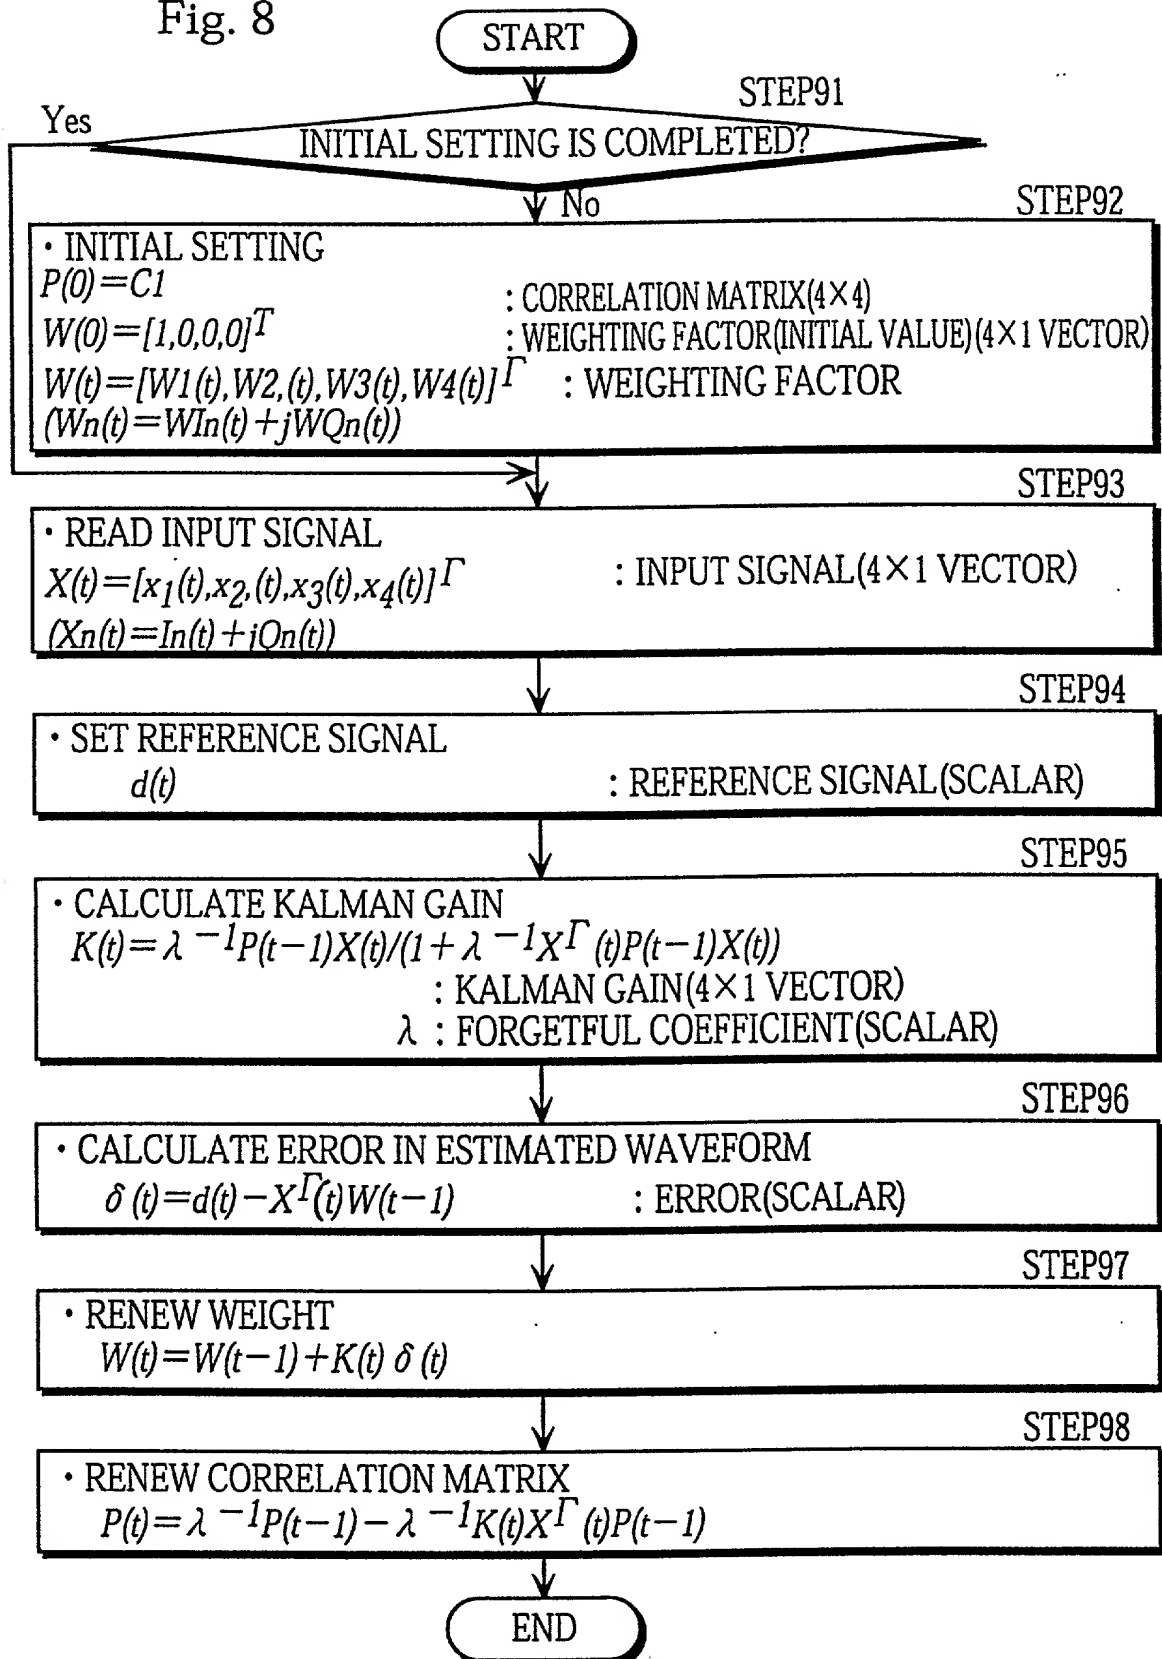 Fig. 8
START
STEP91
Yes
INITIAL SETTING IS COMPLETED?
No
STEP92
・INITIAL SETTING
P(0)=C1 : CORRELATION MATRIX(4×4)
W(0)=[1,0,0,0]^T : WEIGHTING FACTOR(INITIAL VALUE)(4×1 VECTOR)
W(t)=[W1(t),W2,(t),W3(t),W4(t)]^Γ : WEIGHTING FACTOR
(Wn(t)=WIn(t)+jWQn(t))
STEP93
・READ INPUT SIGNAL
X(t)=[x1(t),x2,(t),x3(t),x4(t)]^Γ : INPUT SIGNAL(4×1 VECTOR)
(Xn(t)=In(t)+jQn(t))
STEP94
・SET REFERENCE SIGNAL
d(t) : REFERENCE SIGNAL(SCALAR)
STEP95
・CALCULATE KALMAN GAIN
K(t)=λ^−1P(t−1)X(t)/(1+λ^−1X^Γ(t)P(t−1)X(t))
: KALMAN GAIN(4×1 VECTOR)
λ : FORGETFUL COEFFICIENT(SCALAR)
STEP96
・CALCULATE ERROR IN ESTIMATED WAVEFORM
δ(t)=d(t)−X^Γ(t)W(t−1) : ERROR(SCALAR)
STEP97
・RENEW WEIGHT
W(t)=W(t−1)+K(t)δ(t)
STEP98
・RENEW CORRELATION MATRIX
P(t)=λ^−1P(t−1)−λ^−1K(t)X^Γ(t)P(t−1)
END